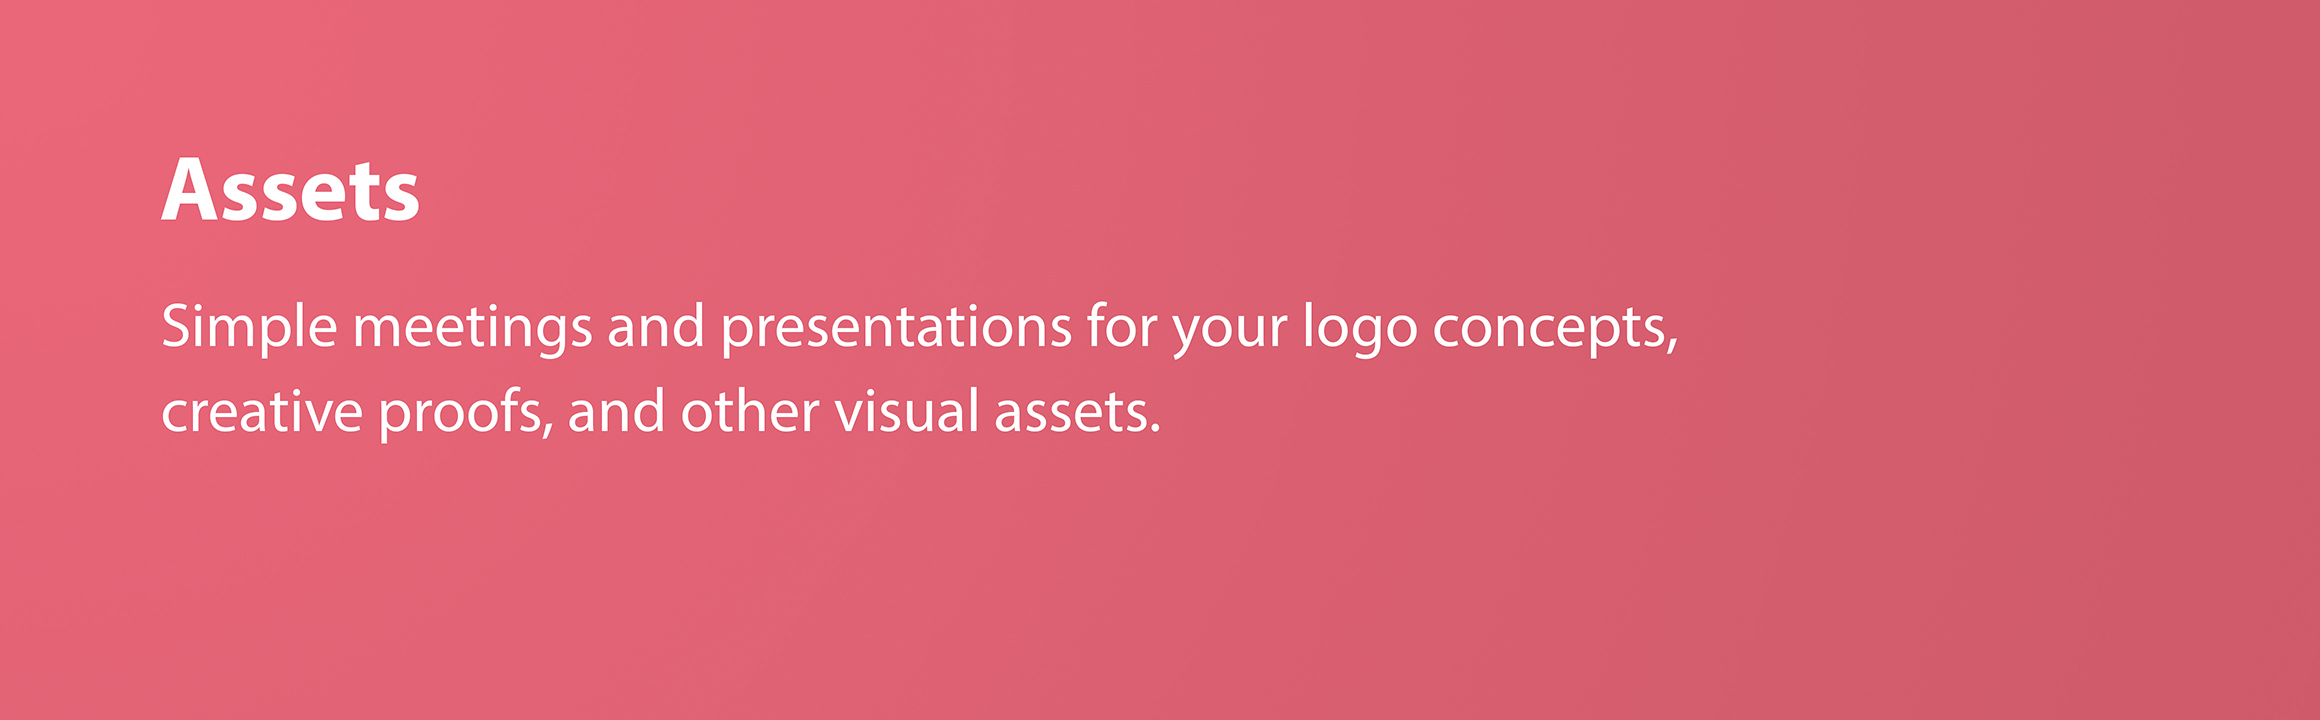 Assets
Simple meetings and presentations for your logo concepts,
creative proofs, and other visual assets.